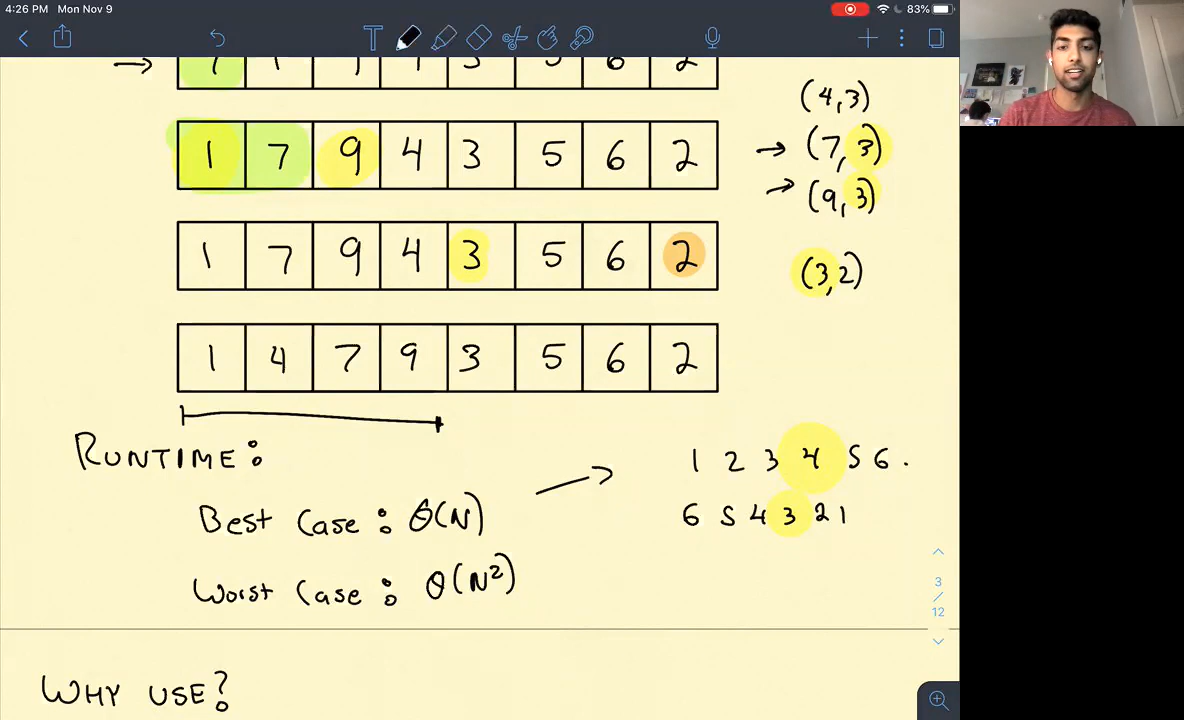 4:26 PM Mon Nov 9 83%
(4,3)
1 7 9 4 3 5 6 2 → (7,3)
→ (9,3)
1 7 9 4 3 5 6 2 (3,2)
1 4 7 9 3 5 6 2
RUNTIME:
1 2 3 4 5 6 .
Best Case: Θ(N)
6 5 4 3 2 1
Worst Case: Θ(N²)
3
/
12
WHY USE?